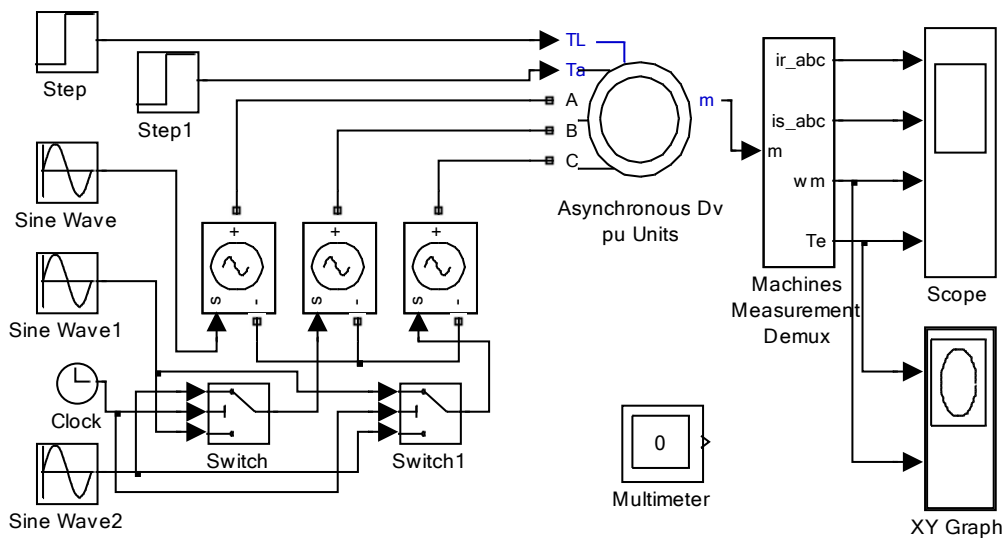 Step
Step1
Sine Wave
Sine Wave1
Clock
Sine Wave2
+
s
-
+
s
-
+
s
-
Switch
Switch1
TL
Ta
A
B
C
m
Asynchronous Dv
pu Units
m
ir_abc
is_abc
wm
Te
Machines
Measurement
Demux
Scope
0
Multimeter
XY Graph